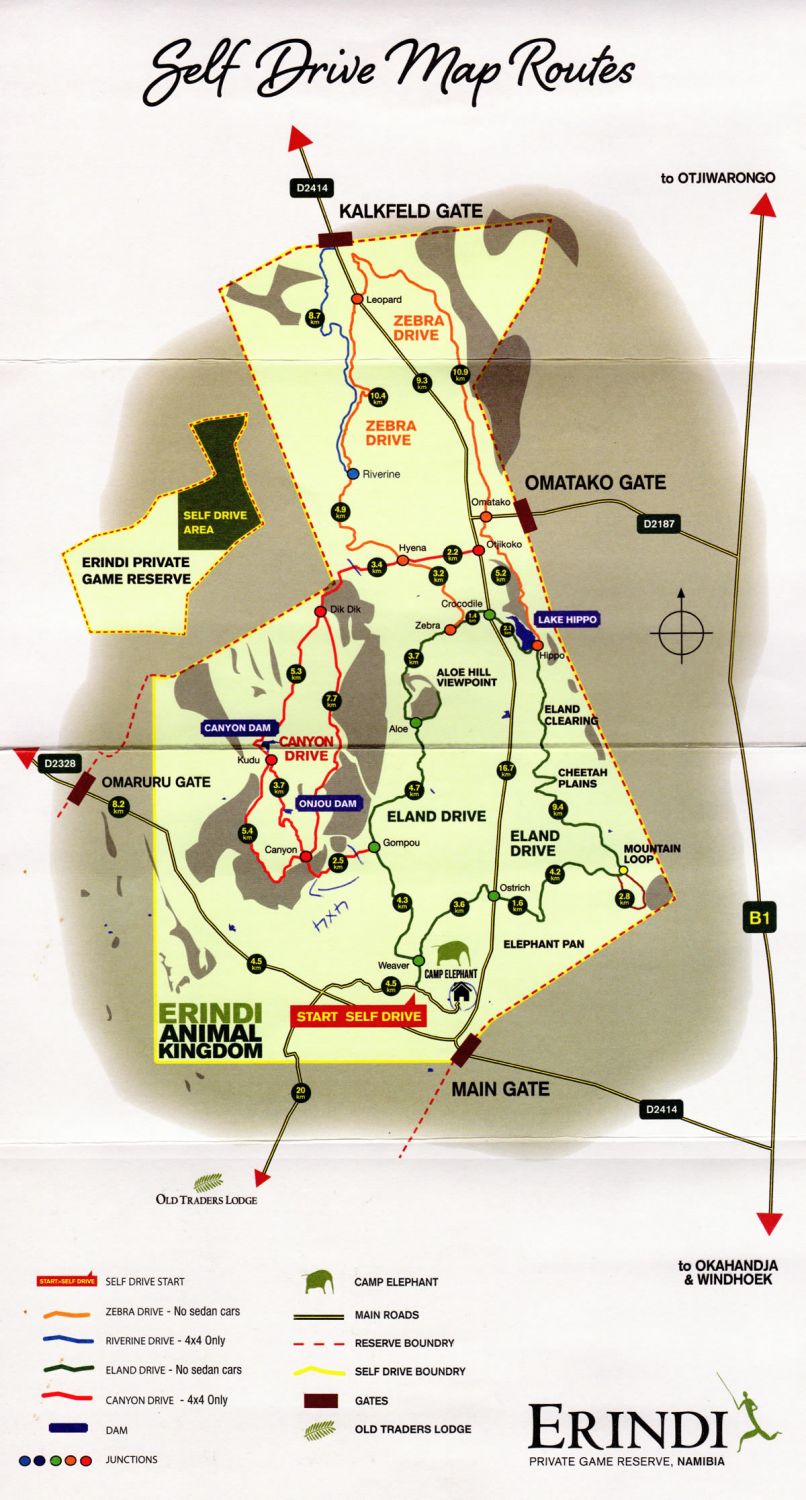 Self Drive Map Routes
to OTJIWARONGO
D2414
KALKFELD GATE
Leopard
8.7 km
ZEBRA
DRIVE
10.9 km
9.3 km
10.4 km
ZEBRA
DRIVE
Riverine
OMATAKO GATE
SELF DRIVE
AREA
4.9 km
Omatako
D2187
ERINDI PRIVATE
GAME RESERVE
Hyena
2.2 km
Otjikoko
3.4 km
3.2 km
5.2 km
Dik Dik
Crocodile
1.4 km
LAKE HIPPO
Zebra
2.1 km
Hippo
3.7 km
5.3 km
ALOE HILL
VIEWPOINT
7.7 km
ELAND
CLEARING
CANYON DAM
Aloe
CANYON
DRIVE
Kudu
D2328
16.7 km
OMARURU GATE
CHEETAH
PLAINS
3.7 km
4.7 km
8.2 km
ONJOU DAM
9.4 km
ELAND DRIVE
5.4 km
ELAND
DRIVE
Canyon
Gompou
MOUNTAIN
LOOP
2.5 km
4.2 km
Ostrich
2.8 km
4x4
4.3 km
3.6 km
1.6 km
B1
ELEPHANT PAN
Weaver
4.5 km
CAMP ELEPHANT
4.5 km
ERINDI
ANIMAL
KINGDOM
START SELF DRIVE
MAIN GATE
20 km
D2414
OLD TRADERS LODGE
to OKAHANDJA
& WINDHOEK
START>SELF DRIVE SELF DRIVE START
ZEBRA DRIVE - No sedan cars
RIVERINE DRIVE - 4x4 Only
ELAND DRIVE - No sedan cars
CANYON DRIVE - 4x4 Only
DAM
JUNCTIONS
CAMP ELEPHANT
MAIN ROADS
RESERVE BOUNDRY
SELF DRIVE BOUNDRY
GATES
OLD TRADERS LODGE
ERINDI
PRIVATE GAME RESERVE, NAMIBIA